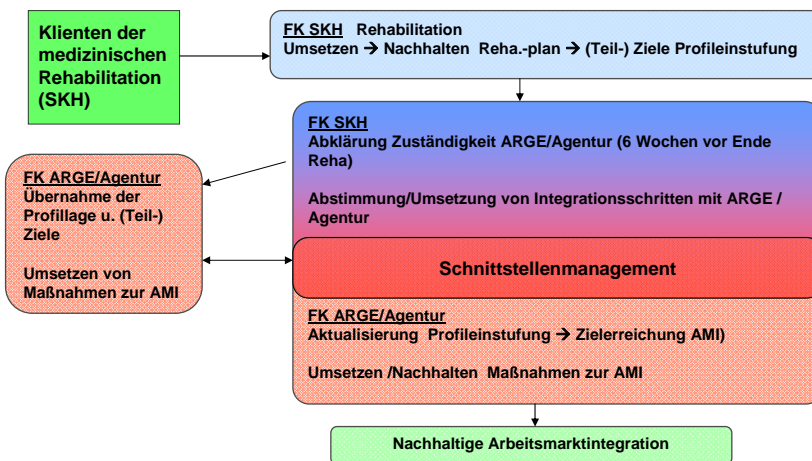 Klienten der
medizinischen
Rehabilitation
(SKH)
FK SKH Rehabilitation
Umsetzen → Nachhalten Reha.-plan → (Teil-) Ziele Profileinstufung
FK SKH
Abklärung Zuständigkeit ARGE/Agentur (6 Wochen vor Ende
Reha)
Abstimmung/Umsetzung von Integrationsschritten mit ARGE /
Agentur
FK ARGE/Agentur
Übernahme der
Profillage u. (Teil-)
Ziele
Umsetzen von
Maßnahmen zur AMI
Schnittstellenmanagement
FK ARGE/Agentur
Aktualisierung Profileinstufung → Zielerreichung AMI)
Umsetzen /Nachhalten Maßnahmen zur AMI
Nachhaltige Arbeitsmarktintegration